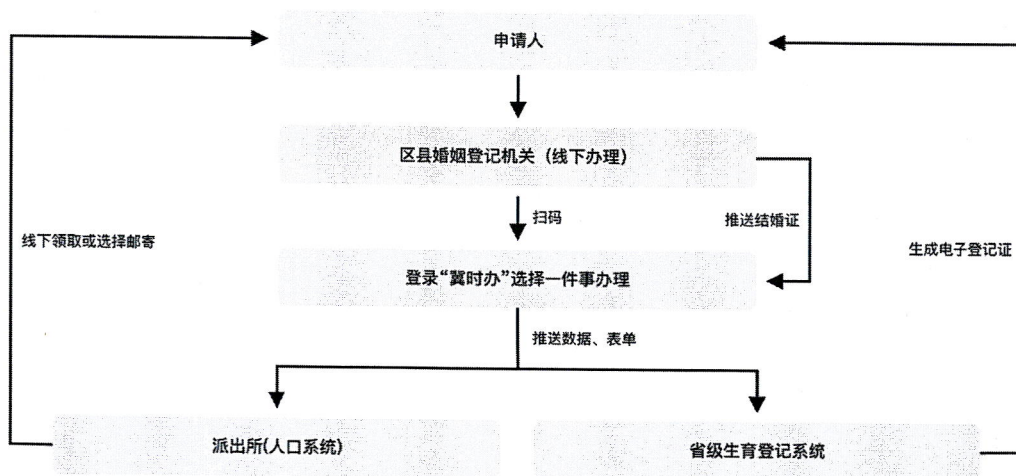 申请人
区县婚姻登记机关（线下办理）
扫码
推送结婚证
线下领取或选择邮寄
生成电子登记证
登录“冀时办”选择一件事办理
推送数据、表单
派出所(人口系统)
省级生育登记系统